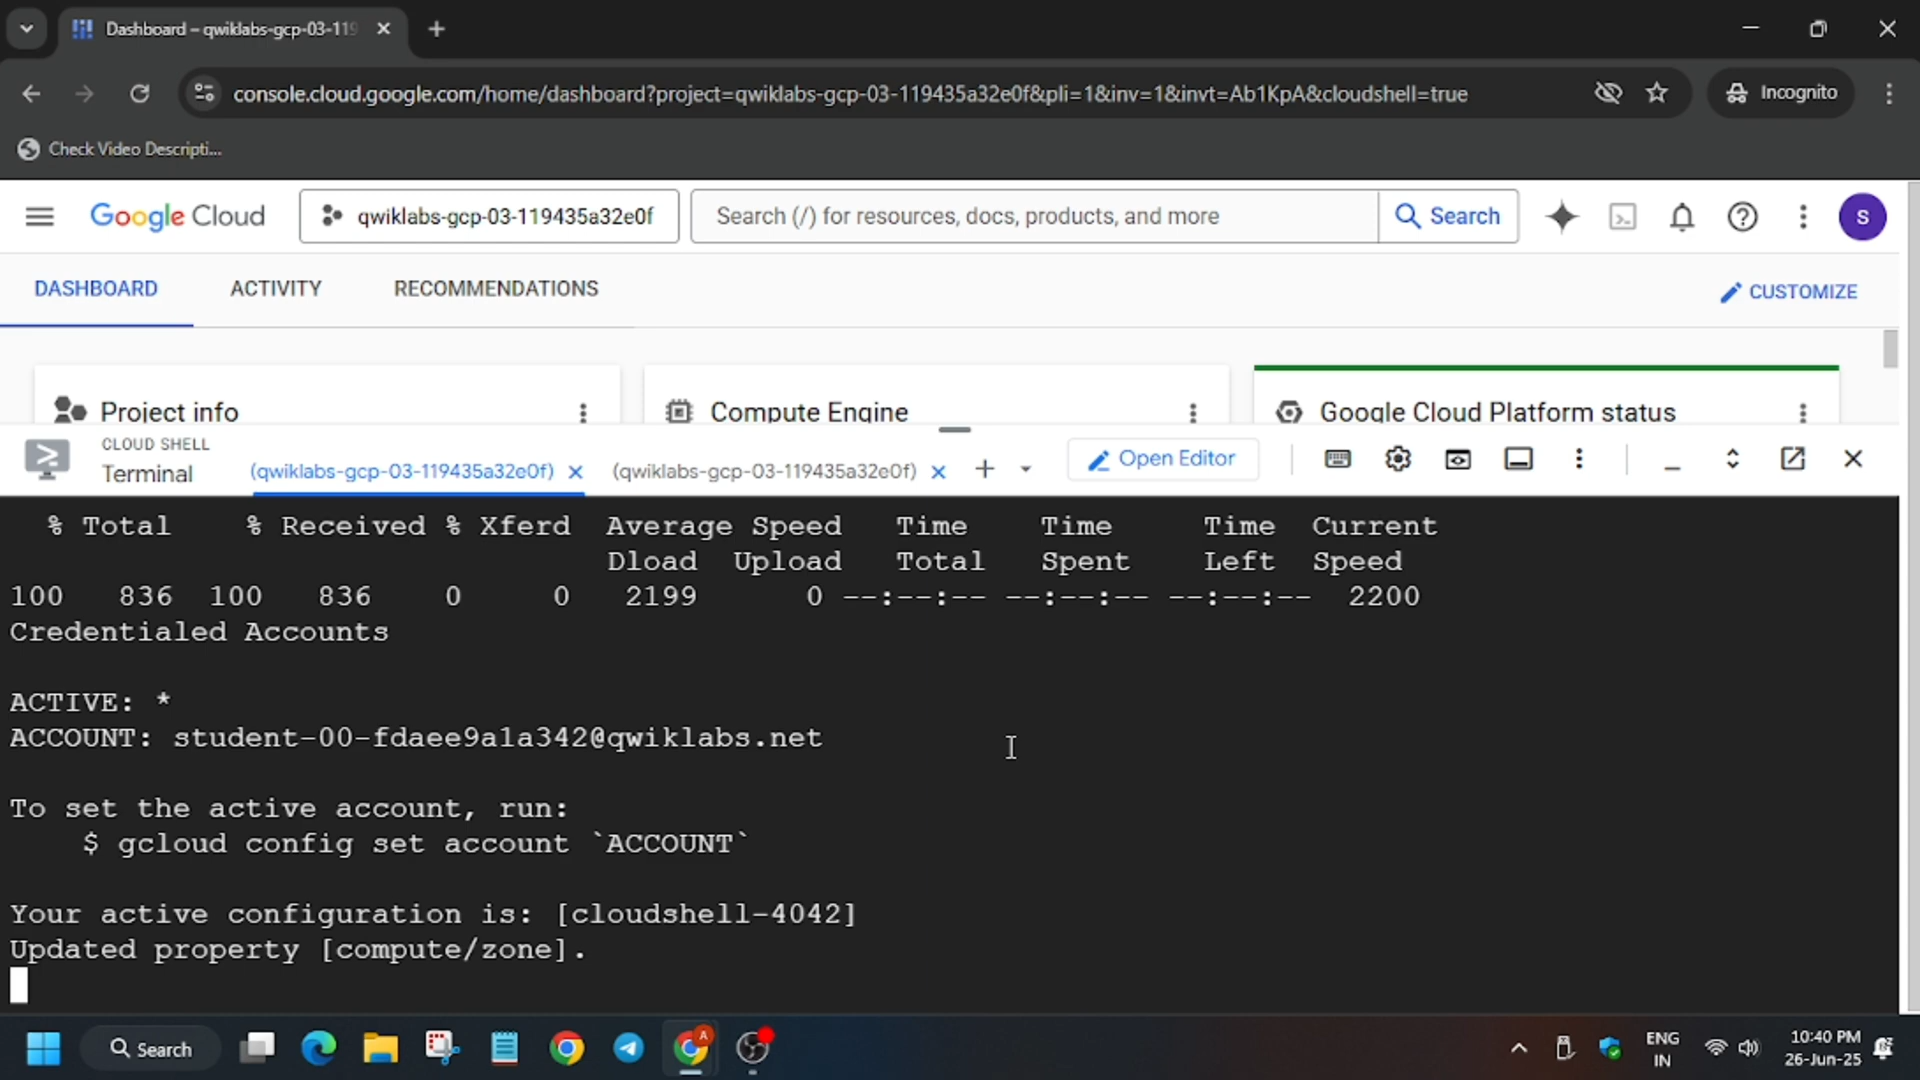 Dashboard – qwiklabs-gcp-03-119
console.cloud.google.com/home/dashboard?project=qwiklabs-gcp-03-119435a32e0f&pli=1&inv=1&invt=Ab1KpA&cloudshell=true
Incognito
Check Video Descripti...
Google Cloud
qwiklabs-gcp-03-119435a32e0f
Search (/) for resources, docs, products, and more
Search
S
DASHBOARD
ACTIVITY
RECOMMENDATIONS
CUSTOMIZE
Project info
Compute Engine
Google Cloud Platform status
CLOUD SHELL
Terminal
(qwiklabs-gcp-03-119435a32e0f)
(qwiklabs-gcp-03-119435a32e0f)
Open Editor
% Total % Received % Xferd Average Speed Time Time Time Current
Dload Upload Total Spent Left Speed
100 836 100 836 0 0 2199 0 --:--:-- --:--:-- --:--:-- 2200
Credentialed Accounts
ACTIVE: *
ACCOUNT: student-00-fdaee9a1a342@qwiklabs.net
To set the active account, run:
$ gcloud config set account `ACCOUNT`
Your active configuration is: [cloudshell-4042]
Updated property [compute/zone].
Search
A
ENG
IN
10:40 PM
26-Jun-25